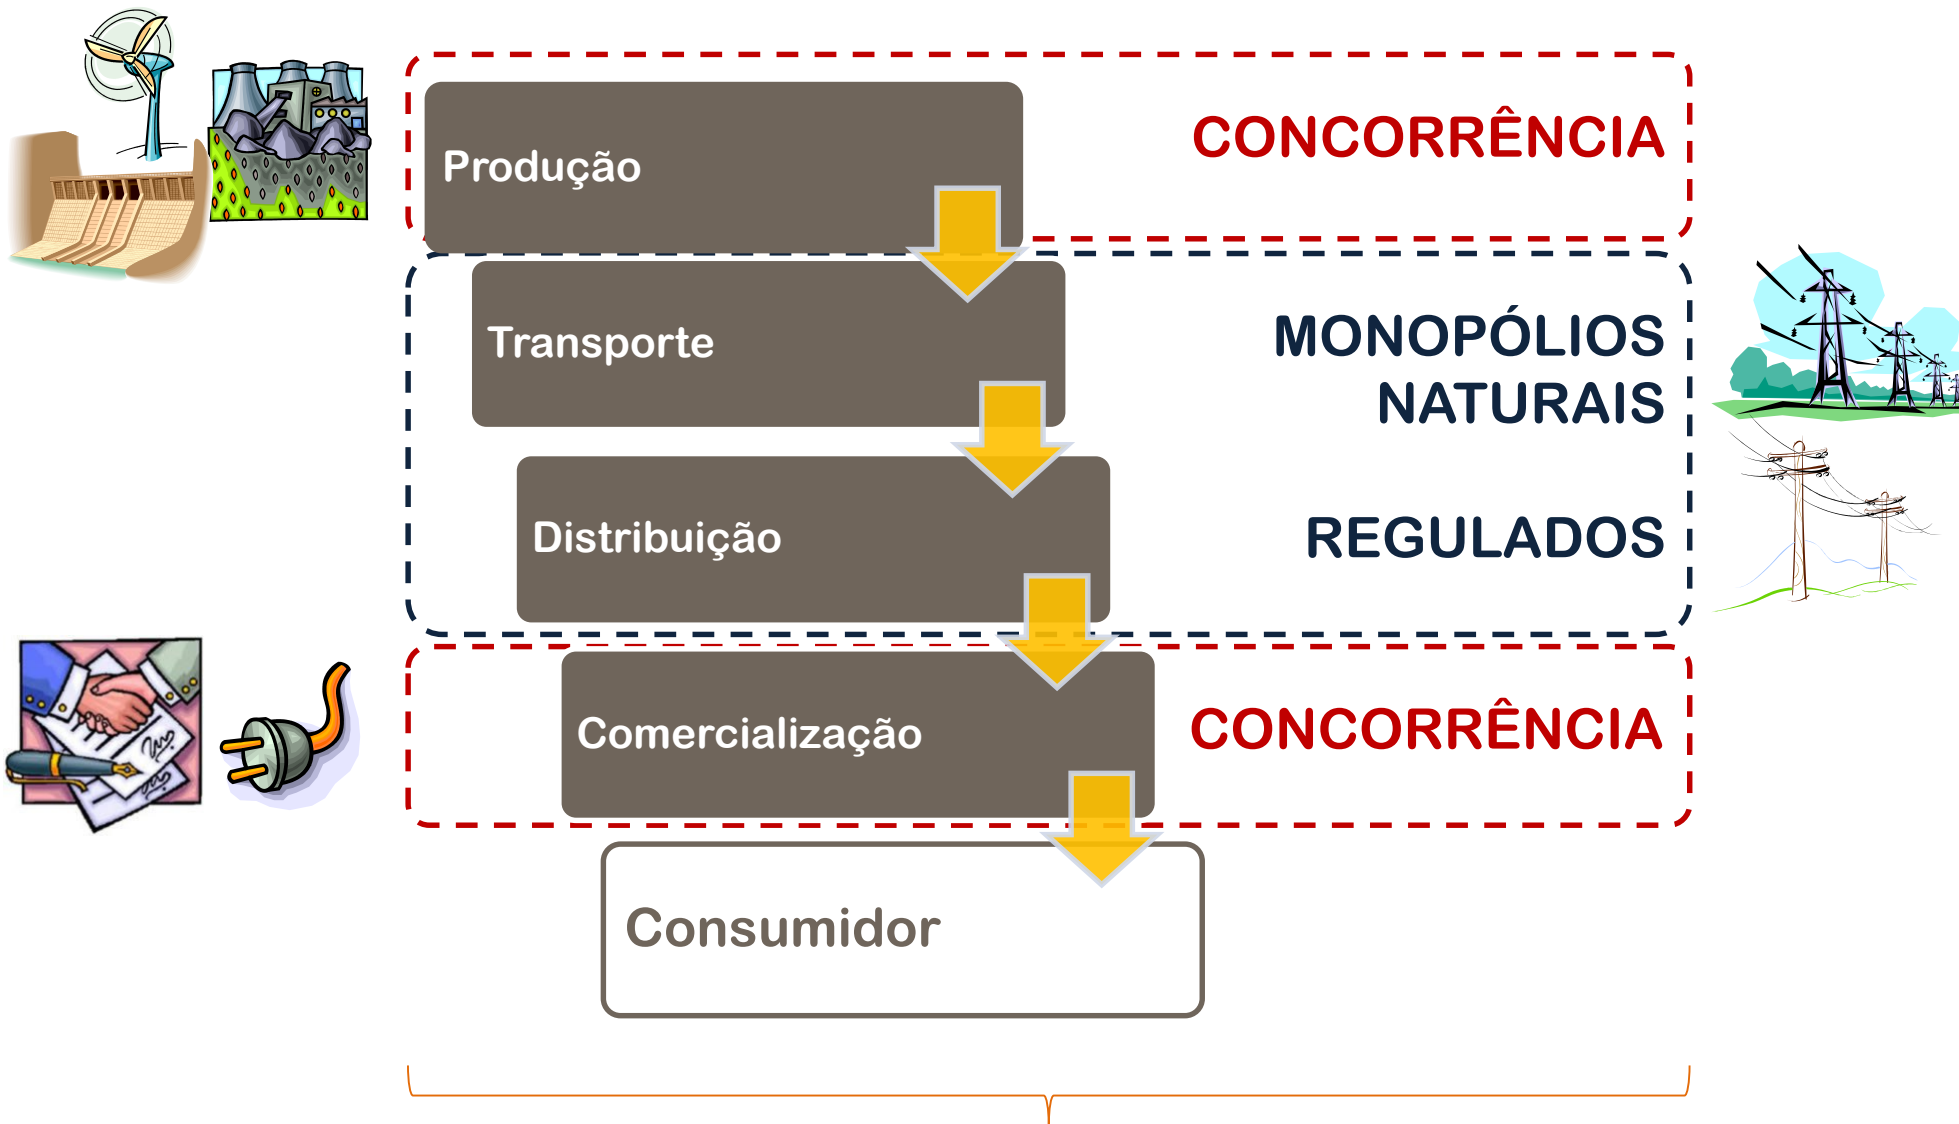 Produção
CONCORRÊNCIA
Transporte
MONOPÓLIOS
NATURAIS
Distribuição
REGULADOS
Comercialização
CONCORRÊNCIA
Consumidor